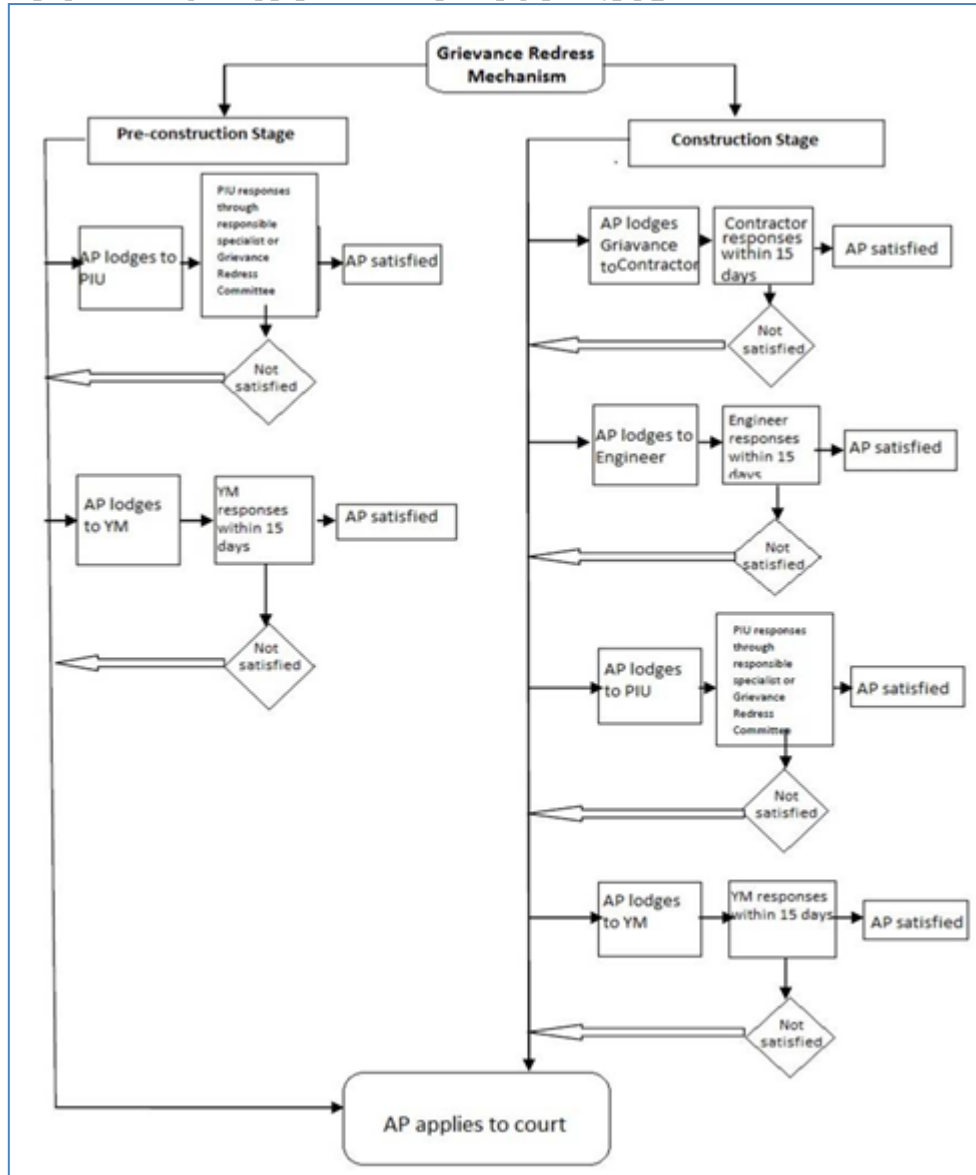 Grievance Redress
Mechanism
Pre-construction Stage
PIU responses
through
responsible
specialist or
Grievance
Redress
Committee
AP lodges to
PIU
AP satisfied
Not
satisfied
AP lodges
to YM
YM
responses
within 15
days
AP satisfied
Not
satisfied
Construction Stage
AP lodges
Griavance
toContractor
Contractor
responses
within 15
days
AP satisfied
Not
satisfied
AP lodges to
Engineer
Engineer
responses
within 15
days
AP satisfied
Not
satisfied
AP lodges
to PIU
PIU responses
through
responsible
specialist or
Grievance
Redress
Committee
AP satisfied
Not
satisfied
AP lodges
to YM
YM responses
within 15 days
AP satisfied
Not
satisfied
AP applies to court